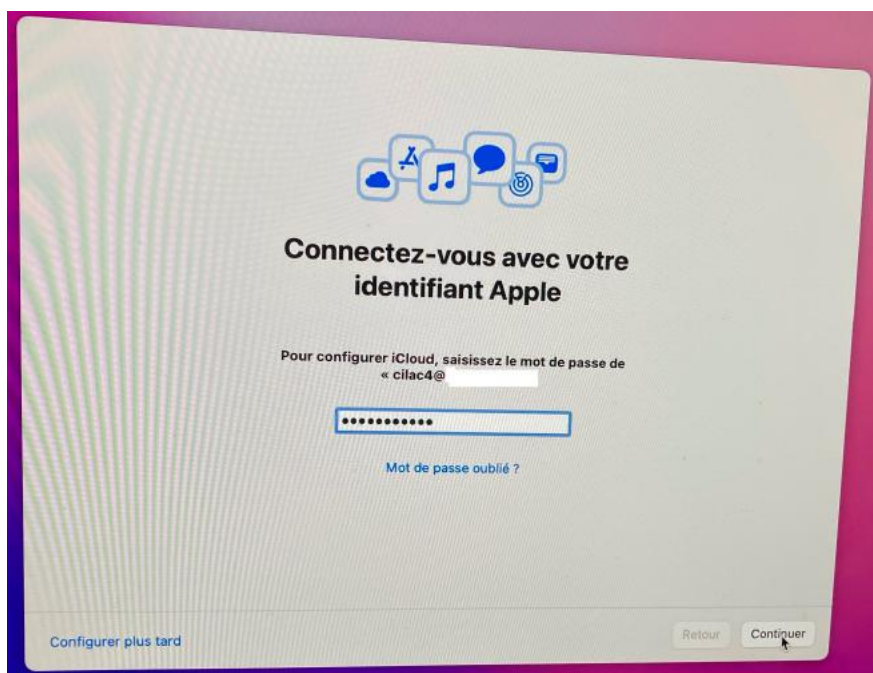 Connectez-vous avec votre
identifiant Apple
Pour configurer iCloud, saisissez le mot de passe de
« cilac4@
•••••••••••
Mot de passe oublié ?
Configurer plus tard
Retour
Continuer